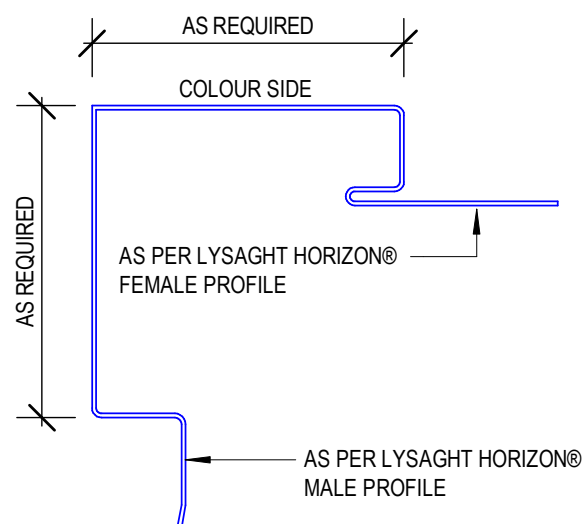 AS REQUIRED
COLOUR SIDE
AS REQUIRED
AS PER LYSAGHT HORIZON®
FEMALE PROFILE
AS PER LYSAGHT HORIZON®
MALE PROFILE